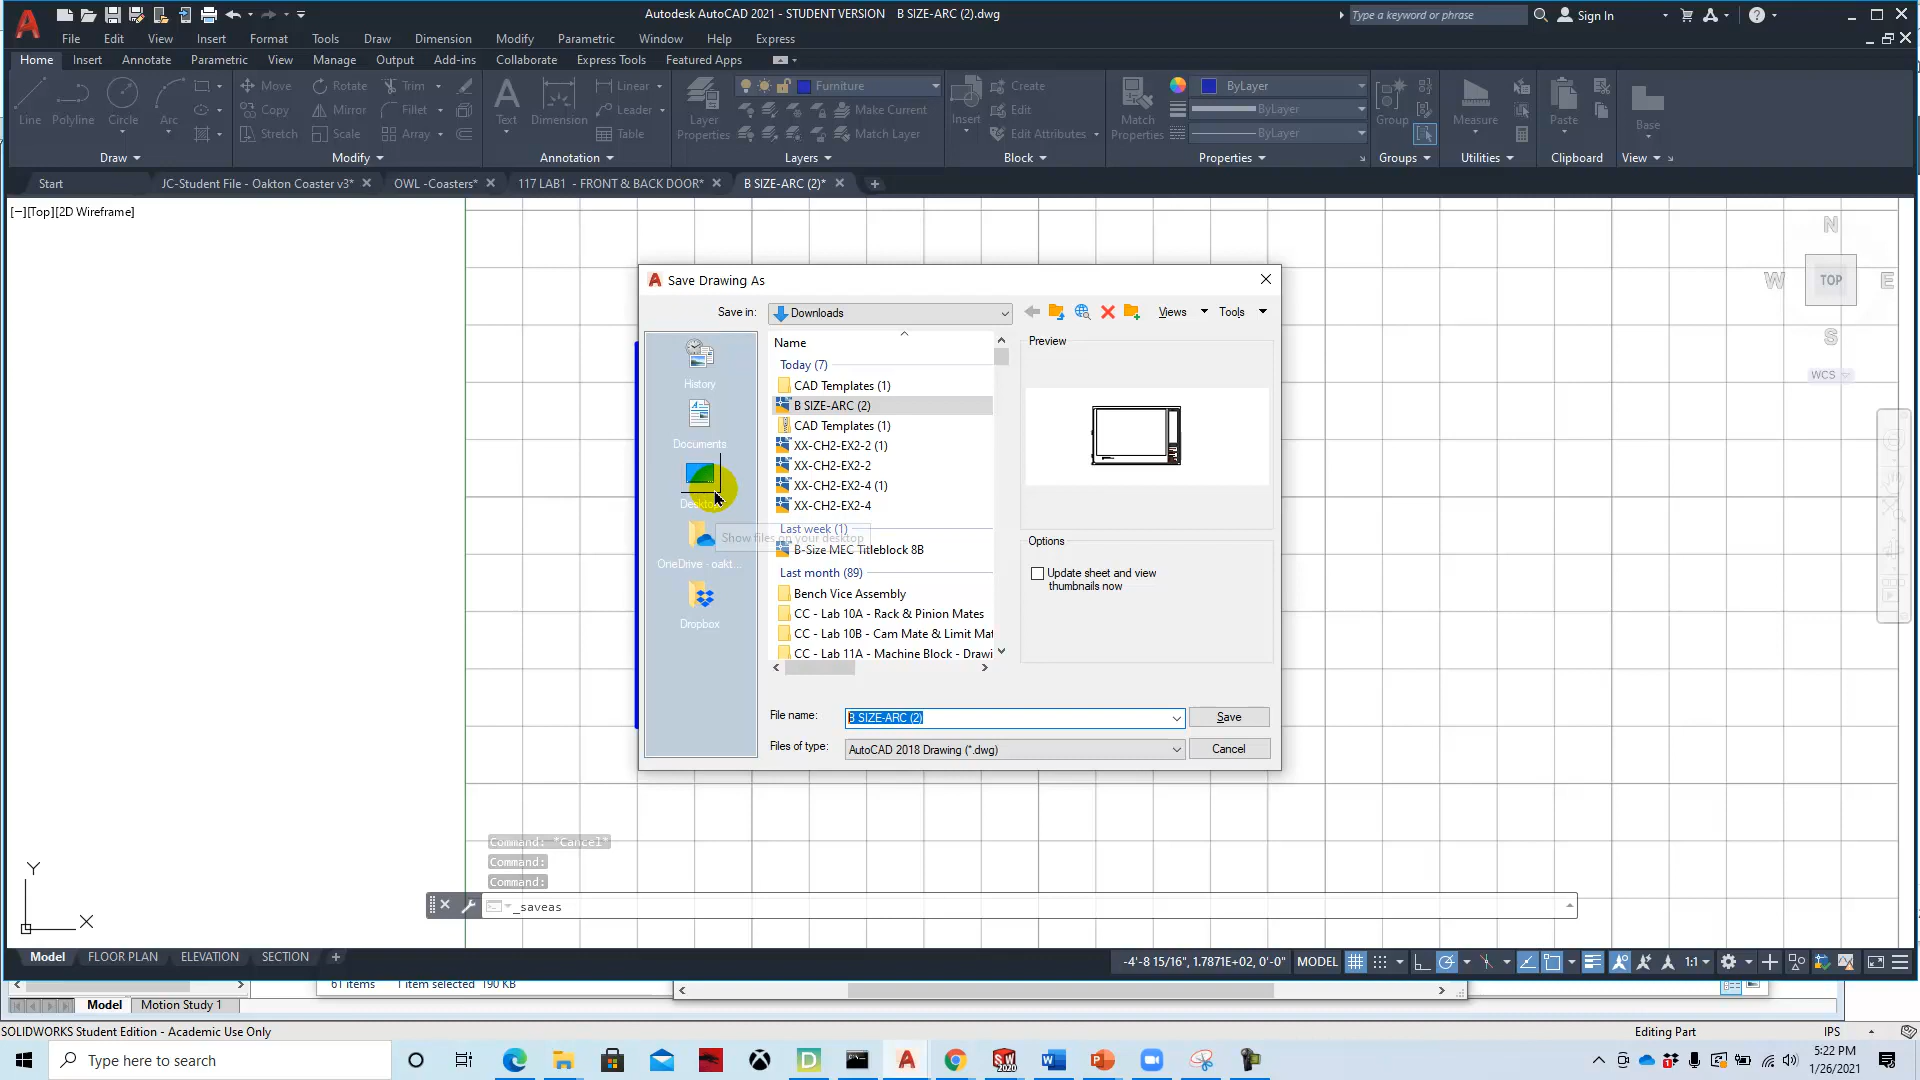 Autodesk AutoCAD 2021 - STUDENT VERSION B SIZE-ARC (2).dwg
Type a keyword or phrase
Sign In
File Edit View Insert Format Tools Draw Dimension Modify Parametric Window Help Express
Home Insert Annotate Parametric View Manage Output Add-ins Collaborate Express Tools Featured Apps
Line Polyline Circle Arc
Move Rotate Trim
Copy Mirror Fillet
Stretch Scale Array
Text Dimension
Linear
Leader
Table
Layer Properties
Furniture
Make Current
Match Layer
Insert
Create
Edit
Edit Attributes
Match Properties
ByLayer
ByLayer
ByLayer
Group
Measure
Paste
Base
Draw Modify Annotation Layers Block Properties Groups Utilities Clipboard View
Start JC-Student File - Oakton Coaster v3* OWL -Coasters* 117 LAB1 - FRONT & BACK DOOR* B SIZE-ARC (2)*
[−][Top][2D Wireframe]
N
W TOP E
S
WCS
Save Drawing As
Save in: Downloads Views Tools
History
Documents
Desktop
OneDrive - oakt...
Dropbox
Show files on your desktop
Name
Today (7)
CAD Templates (1)
B SIZE-ARC (2)
CAD Templates (1)
XX-CH2-EX2-2 (1)
XX-CH2-EX2-2
XX-CH2-EX2-4 (1)
XX-CH2-EX2-4
Last week (1)
B-Size MEC Titleblock 8B
Last month (89)
Bench Vice Assembly
CC - Lab 10A - Rack & Pinion Mates
CC - Lab 10B - Cam Mate & Limit Mat
CC - Lab 11A - Machine Block - Drawi
Preview
Options
Update sheet and view thumbnails now
File name: B SIZE-ARC (2) Save
Files of type: AutoCAD 2018 Drawing (*.dwg) Cancel
Command: *Cancel*
Command:
Command:
_saveas
Y
X
Model FLOOR PLAN ELEVATION SECTION
-4'-8 15/16", 1.7871E+02, 0'-0" MODEL 1:1
61 items 1 item selected 190 KB
Model Motion Study 1
SOLIDWORKS Student Edition - Academic Use Only
Editing Part IPS
Type here to search
5:22 PM
1/26/2021